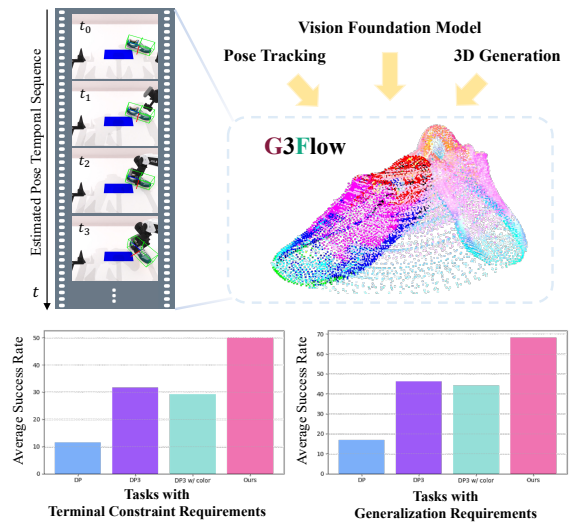 Vision Foundation Model
Pose Tracking
3D Generation
Estimated Pose Temporal Sequence
t
t0
t1
t2
t3
G3Flow
Average Success Rate
50
40
30
20
10
0
DP
DP3
DP3 w/ color
Ours
Tasks with
Terminal Constraint Requirements
Average Success Rate
70
60
50
40
30
20
10
0
DP
DP3
DP3 w/ color
Ours
Tasks with
Generalization Requirements